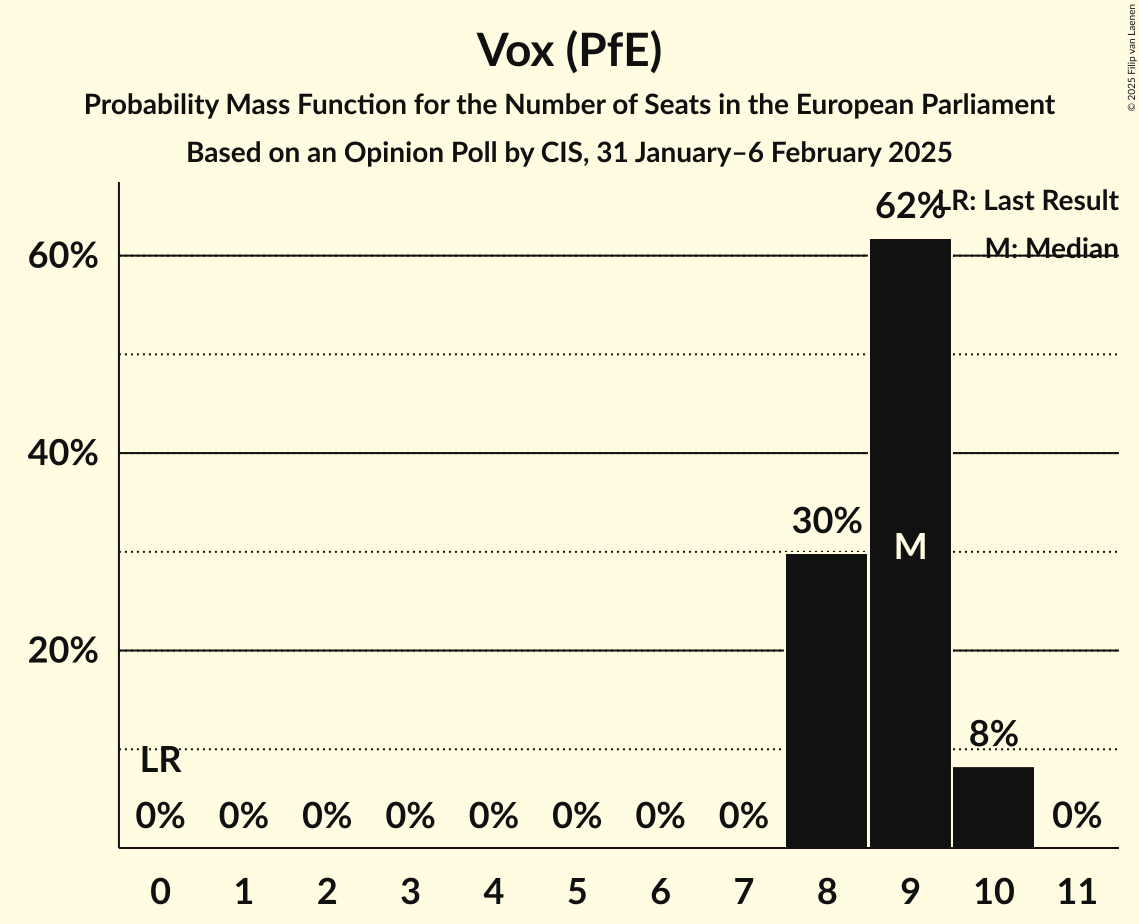 Vox (PfE)
Probability Mass Function for the Number of Seats in the European Parliament
Based on an Opinion Poll by CIS, 31 January–6 February 2025
© 2025 Filip van Laenen
LR: Last Result
M: Median
60%
40%
20%
62%
30%
M
8%
LR
0% 0% 0% 0% 0% 0% 0% 0% 0%
0 1 2 3 4 5 6 7 8 9 10 11